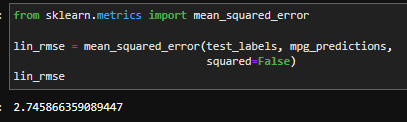 : from sklearn.metrics import mean_squared_error
lin_rmse = mean_squared_error(test_labels, mpg_predictions,
squared=False)
lin_rmse
: 2.745866359089447